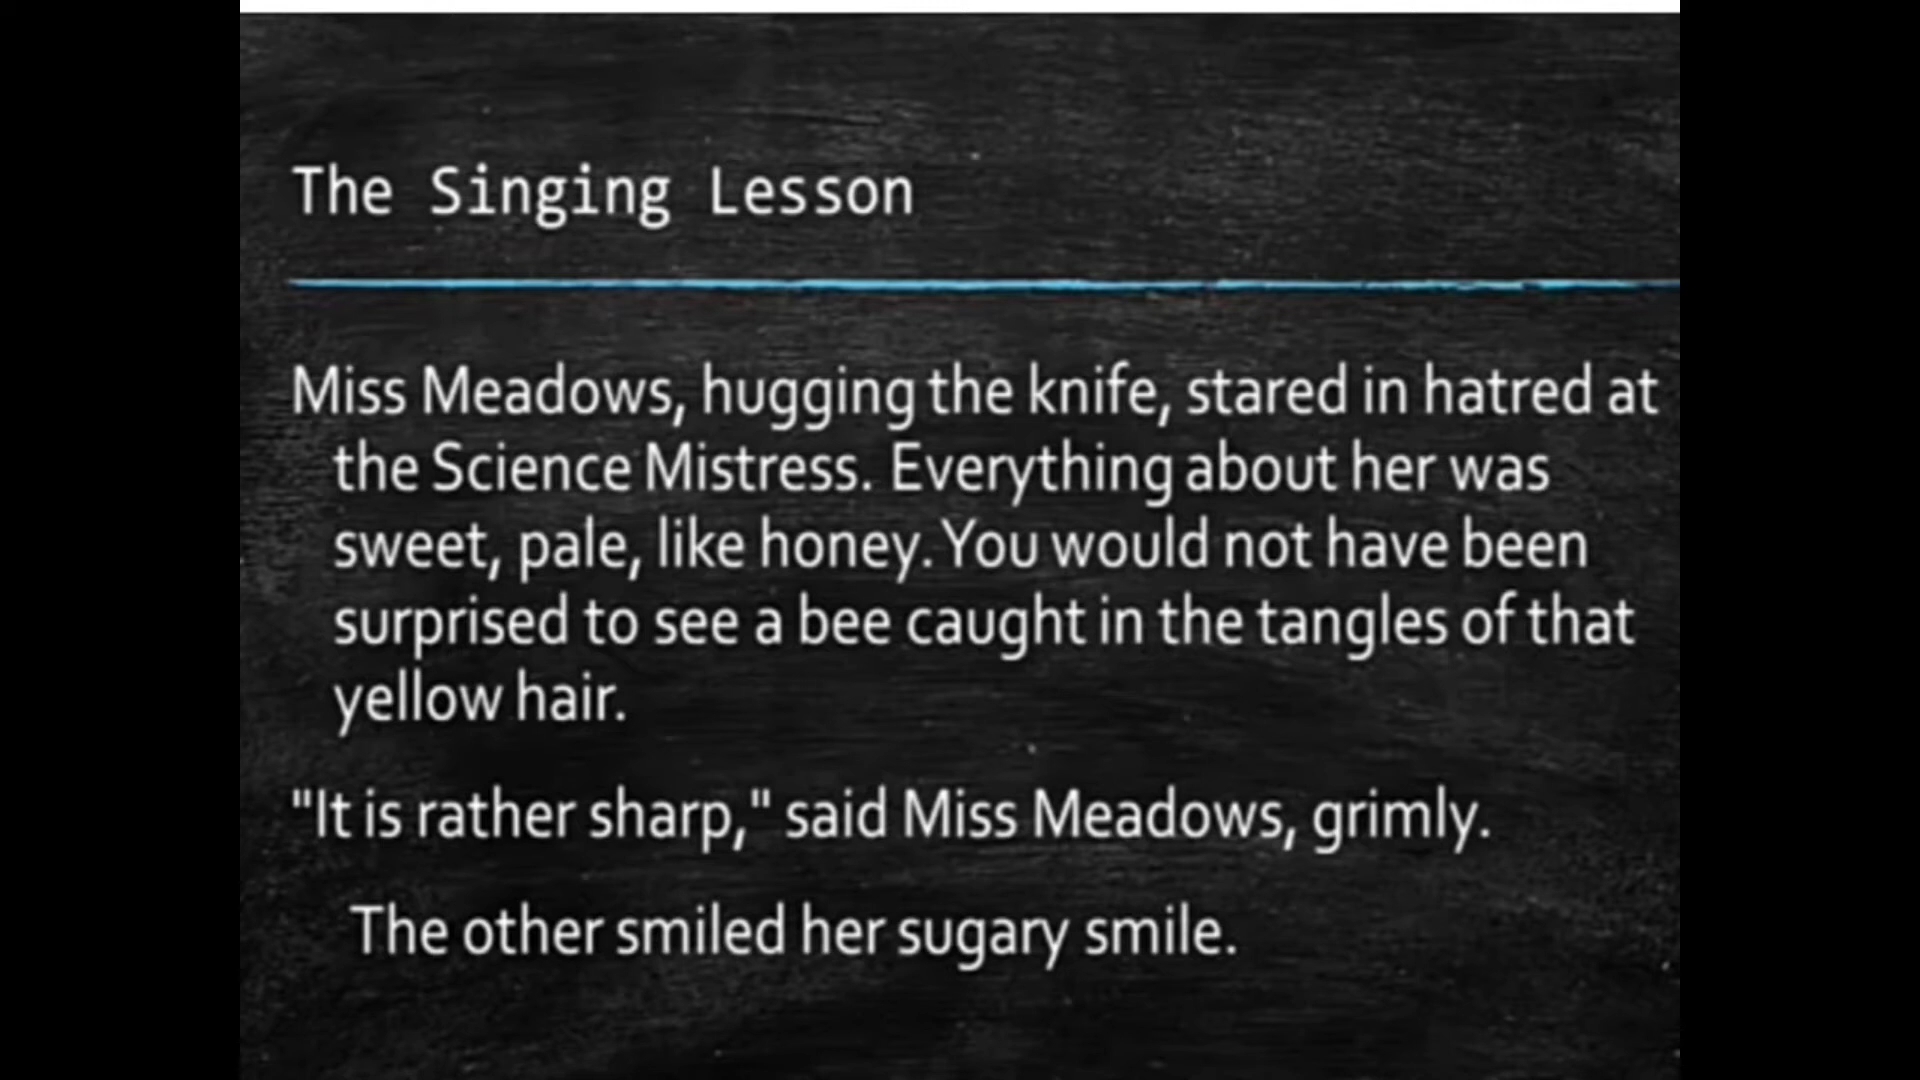 The Singing Lesson
Miss Meadows, hugging the knife, stared in hatred at
the Science Mistress. Everything about her was
sweet, pale, like honey. You would not have been
surprised to see a bee caught in the tangles of that
yellow hair.
"It is rather sharp," said Miss Meadows, grimly.
The other smiled her sugary smile.